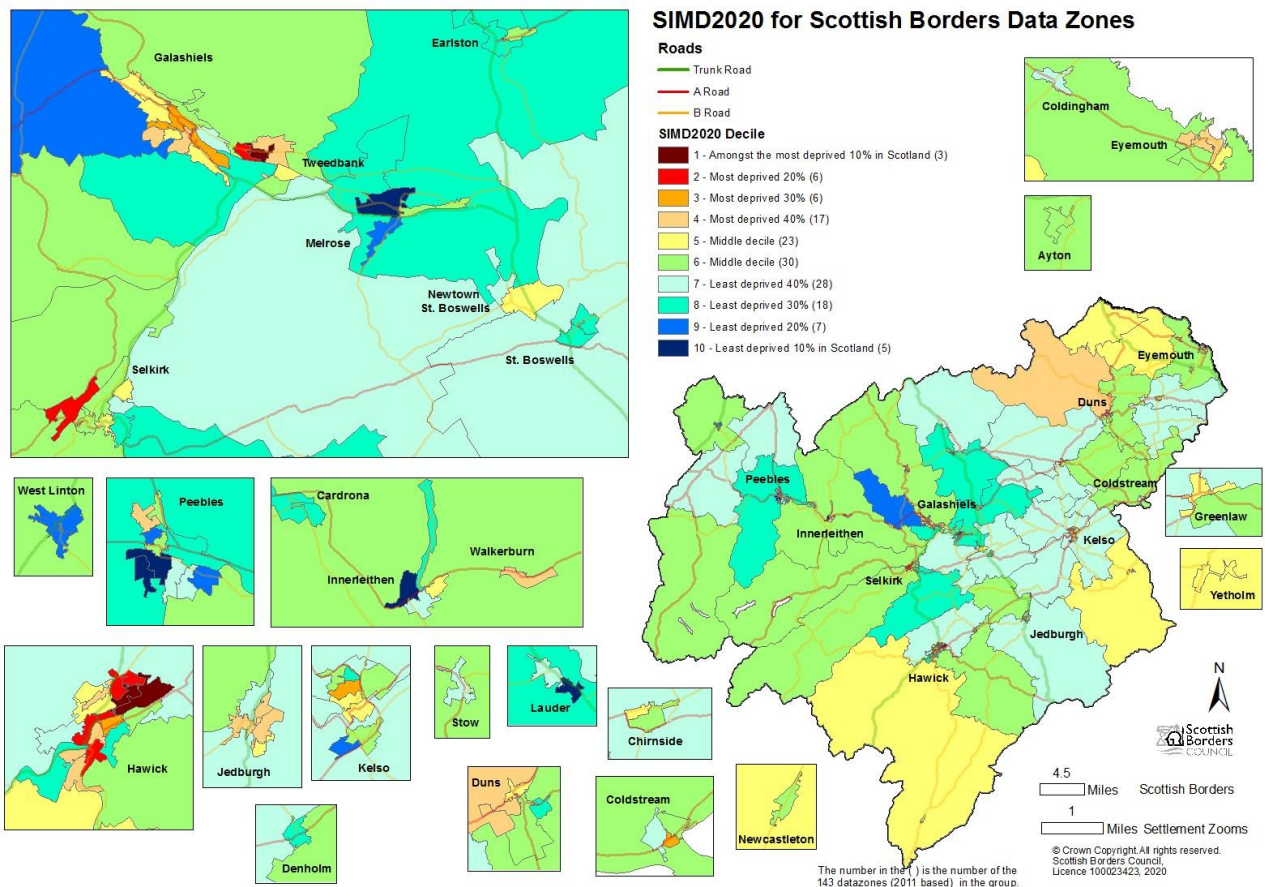 SIMD2020 for Scottish Borders Data Zones
Roads
Trunk Road
A Road
B Road
SIMD2020 Decile
1 - Amongst the most deprived 10% in Scotland (3)
2 - Most deprived 20% (6)
3 - Most deprived 30% (6)
4 - Most deprived 40% (17)
5 - Middle decile (23)
6 - Middle decile (30)
7 - Least deprived 40% (28)
8 - Least deprived 30% (18)
9 - Least deprived 20% (7)
10 - Least deprived 10% in Scotland (5)
Galashiels
Earlston
Tweedbank
Melrose
Newtown
St. Boswells
St. Boswells
Selkirk
Coldingham
Eyemouth
Ayton
West Linton
Peebles
Cardrona
Walkerburn
Innerleithen
Eyemouth
Duns
Peebles
Coldstream
Galashiels
Innerleithen
Kelso
Selkirk
Jedburgh
Hawick
Greenlaw
Yetholm
Hawick
Jedburgh
Kelso
Stow
Lauder
Chirnside
Denholm
Duns
Coldstream
Newcastleton
N
Scottish
Borders
COUNCIL
4.5
Miles Scottish Borders
1
Miles Settlement Zooms
© Crown Copyright. All rights reserved.
Scottish Borders Council,
Licence 100023423, 2020
The number in the ( ) is the number of the
143 datazones (2011 based) in the group.